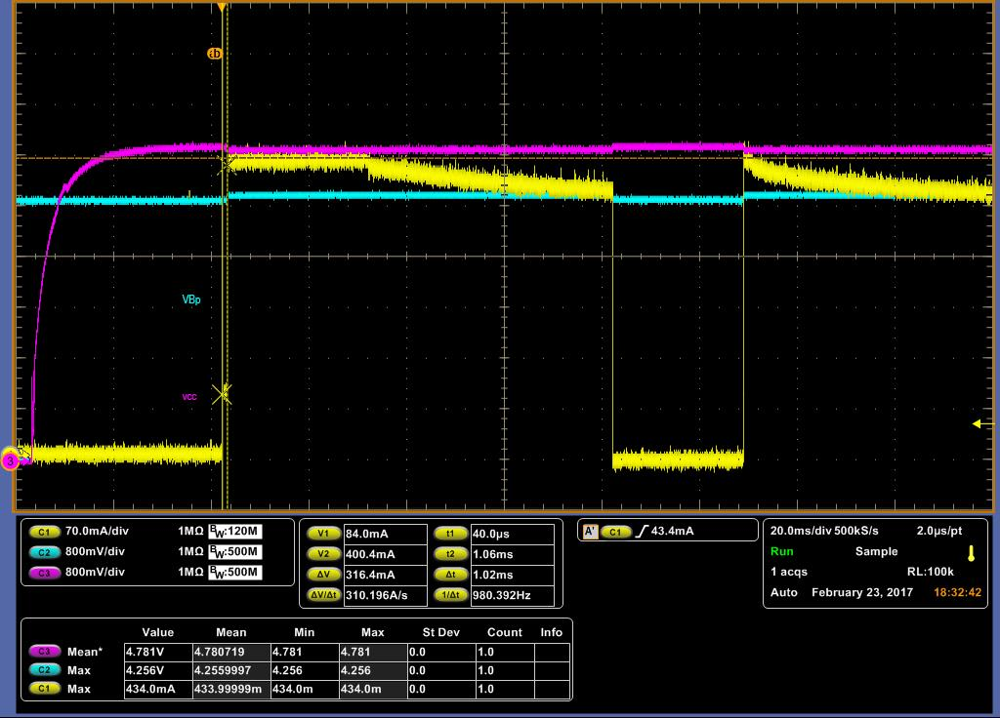 b
VBp
vcc
3
C1 70.0mA/div 1MΩ BW:120M
C2 800mV/div 1MΩ BW:500M
C3 800mV/div 1MΩ BW:500M
V1 84.0mA t1 40.0µs
V2 400.4mA t2 1.06ms
ΔV 316.4mA Δt 1.02ms
ΔV/Δt 310.196A/s 1/Δt 980.392Hz
A' C1 43.4mA
20.0ms/div 500kS/s 2.0µs/pt
Run Sample
1 acqs RL:100k
Auto February 23, 2017 18:32:42
Value Mean Min Max St Dev Count Info
C3 Mean* 4.781V 4.780719 4.781 4.781 0.0 1.0
C2 Max 4.256V 4.2559997 4.256 4.256 0.0 1.0
C1 Max 434.0mA 433.99999m 434.0m 434.0m 0.0 1.0